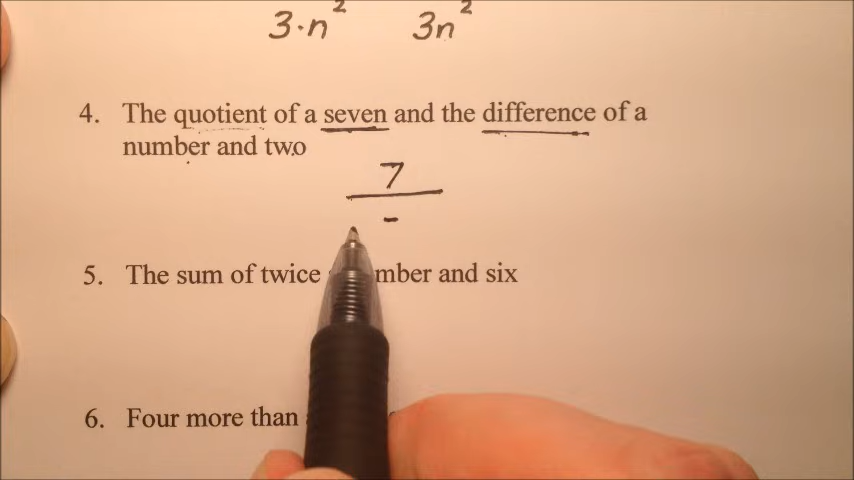 3·n² 3n²
4. The quotient of a seven and the difference of a
number and two
7
-
5. The sum of twice mber and six
6. Four more than